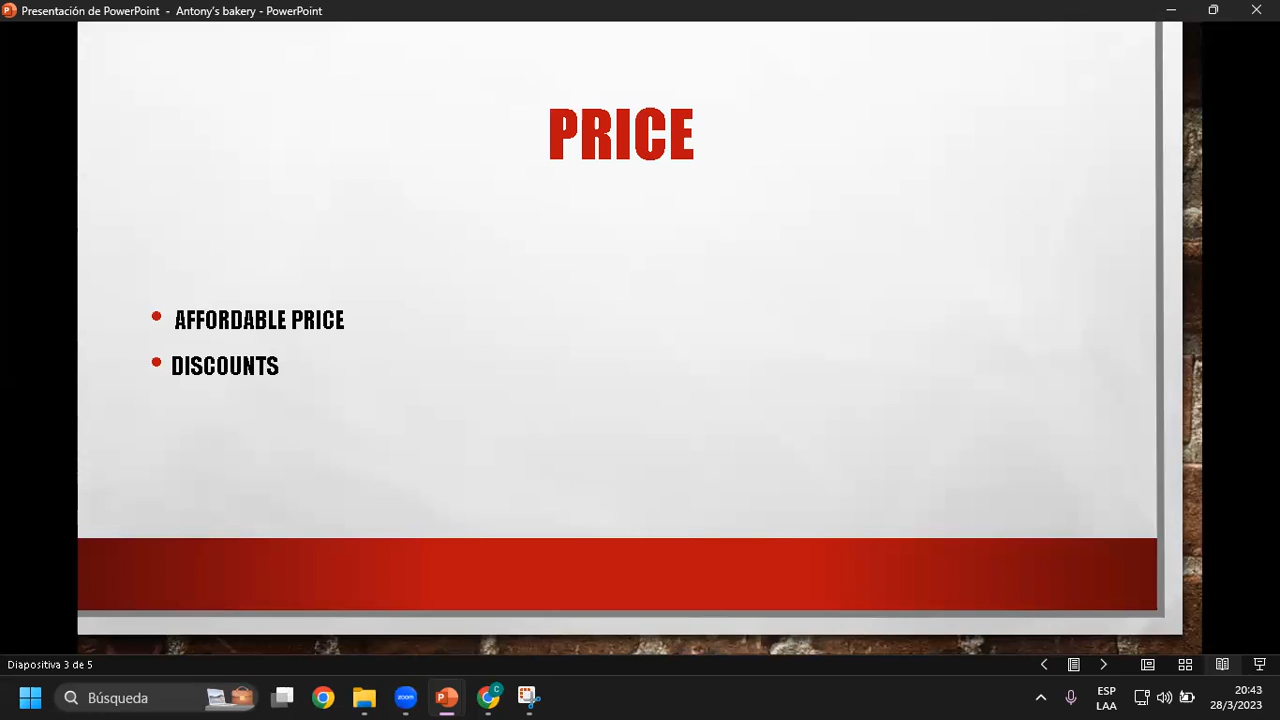 Presentación de PowerPoint - Antony's bakery - PowerPoint
PRICE
• AFFORDABLE PRICE
• DISCOUNTS
Diapositiva 3 de 5
Búsqueda
zoom
C
ESP
LAA
20:43
28/3/2023